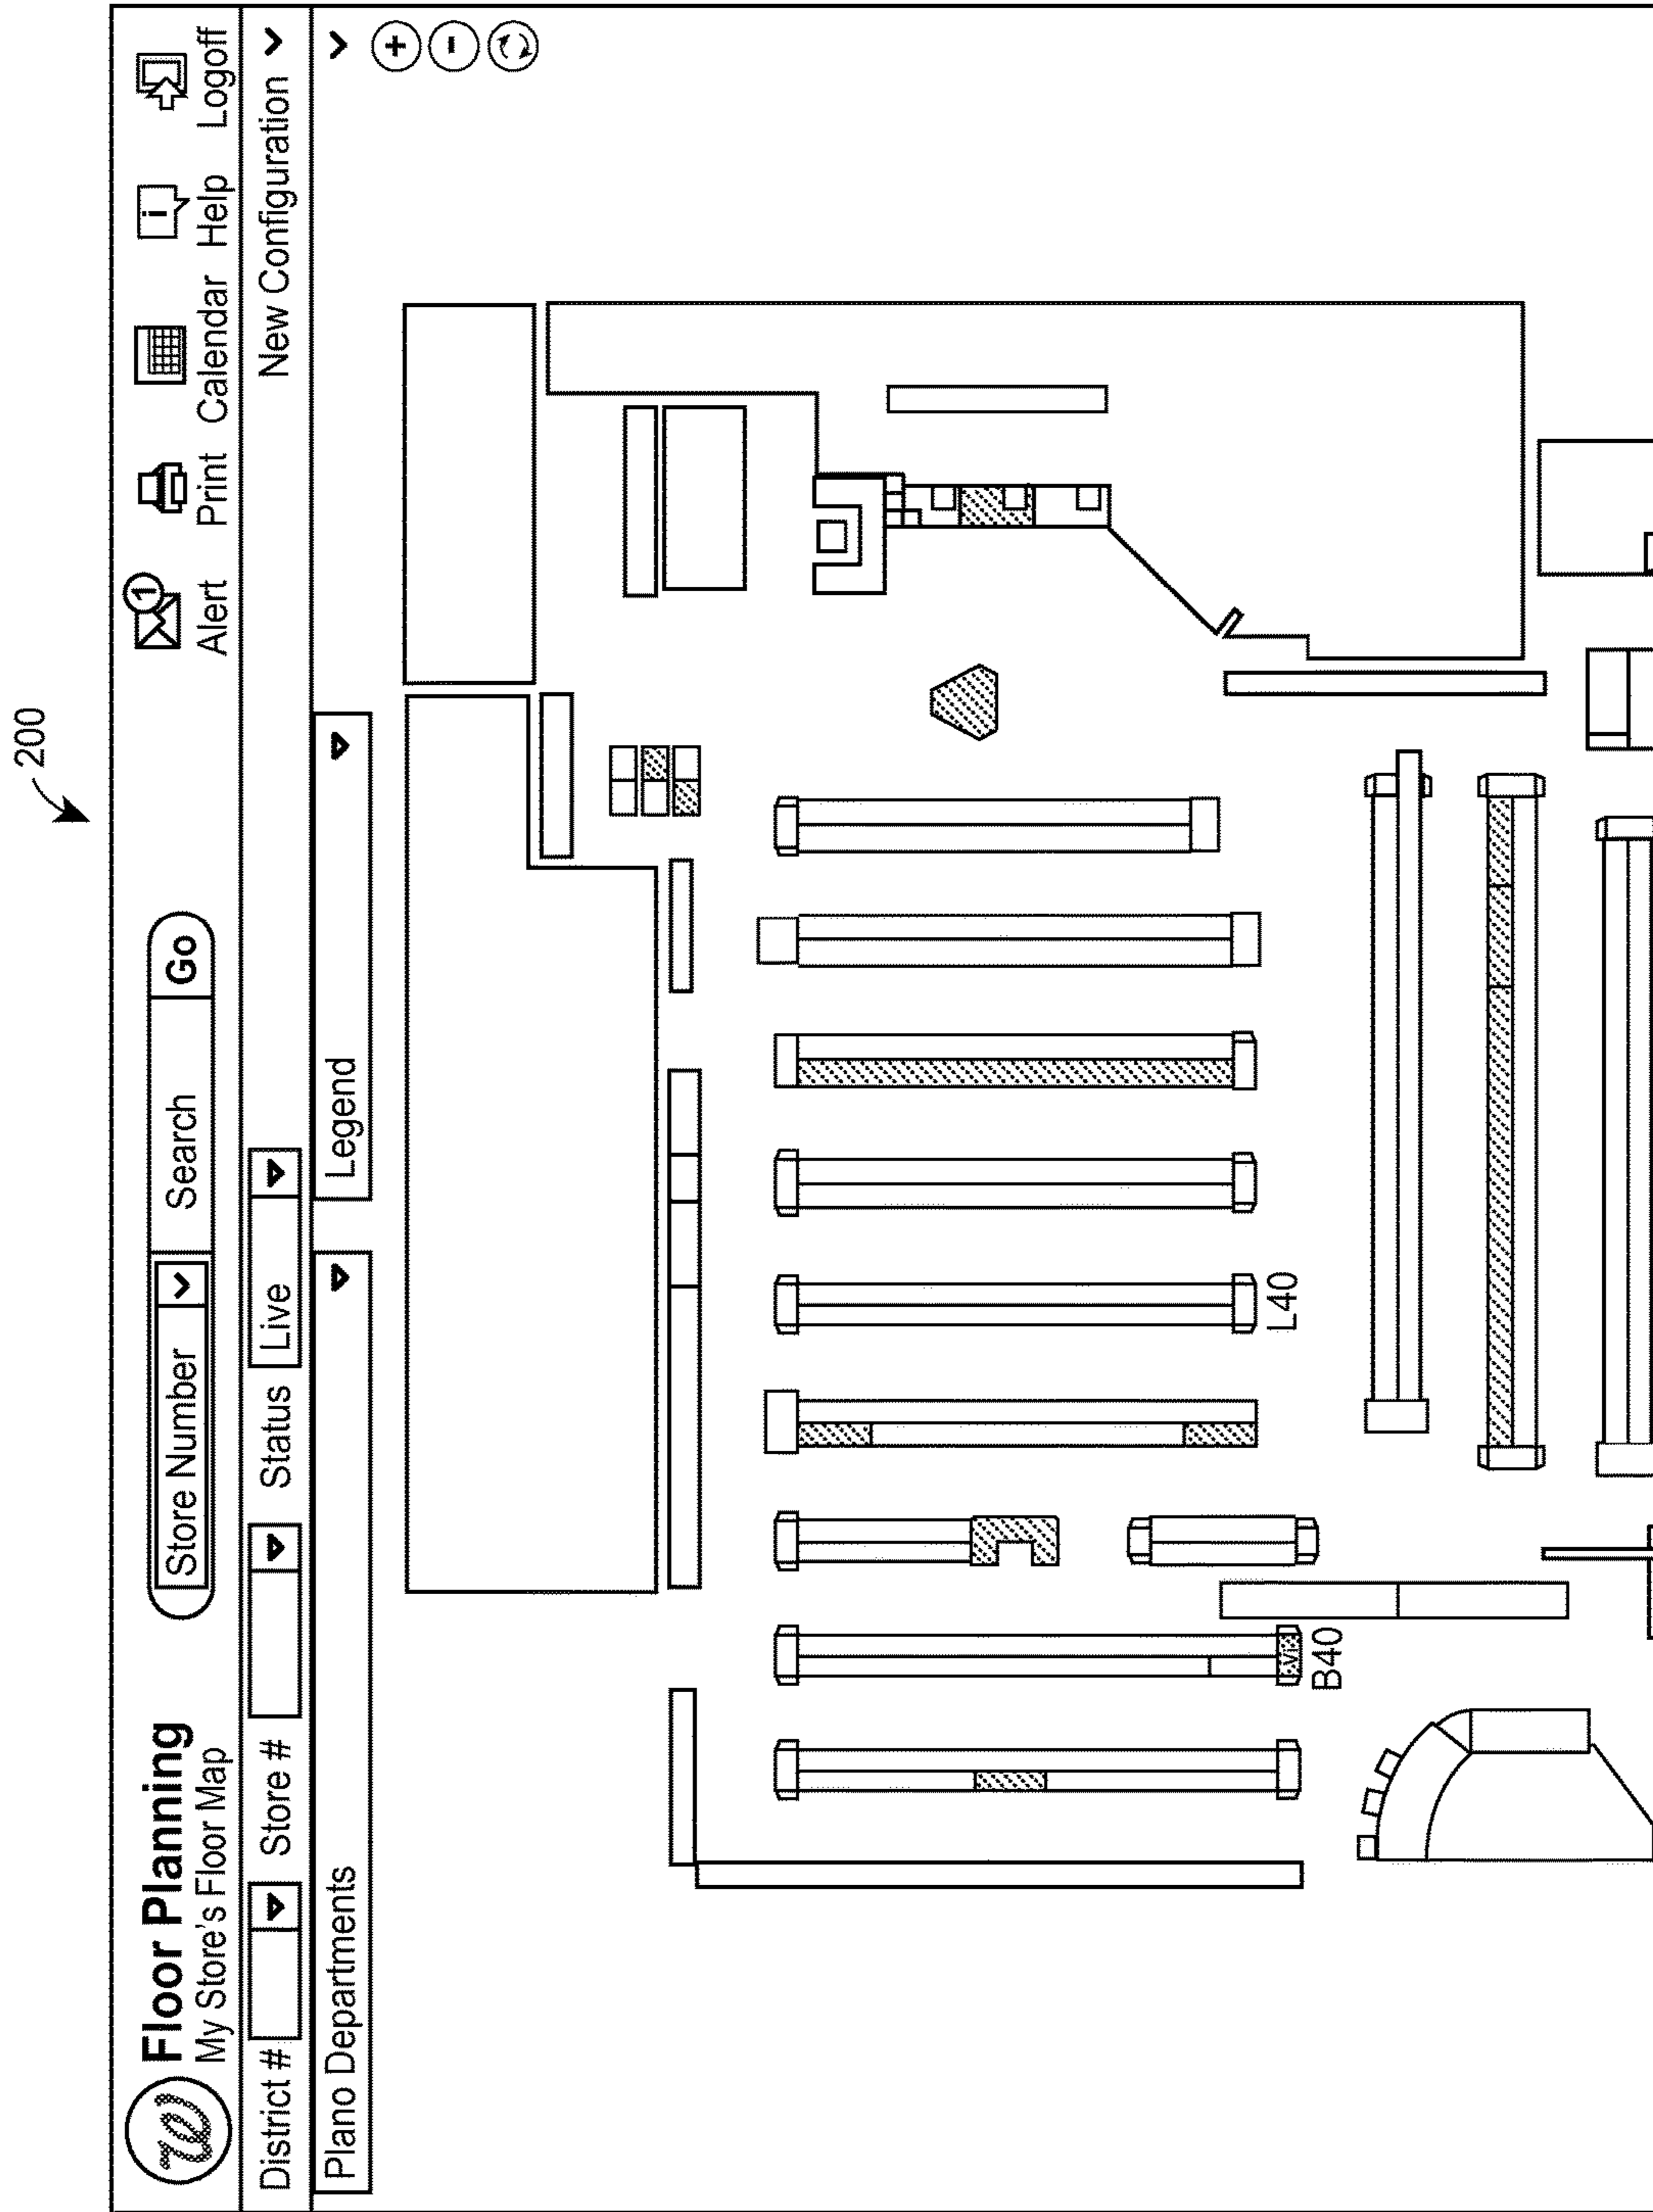 200
Floor Planning
My Store's Floor Map
Store Number Search Go
Alert 1 Print Calendar i Help Logoff
District # Store # Status Live New Configuration
Plano Departments Legend
+
-
L40
B40